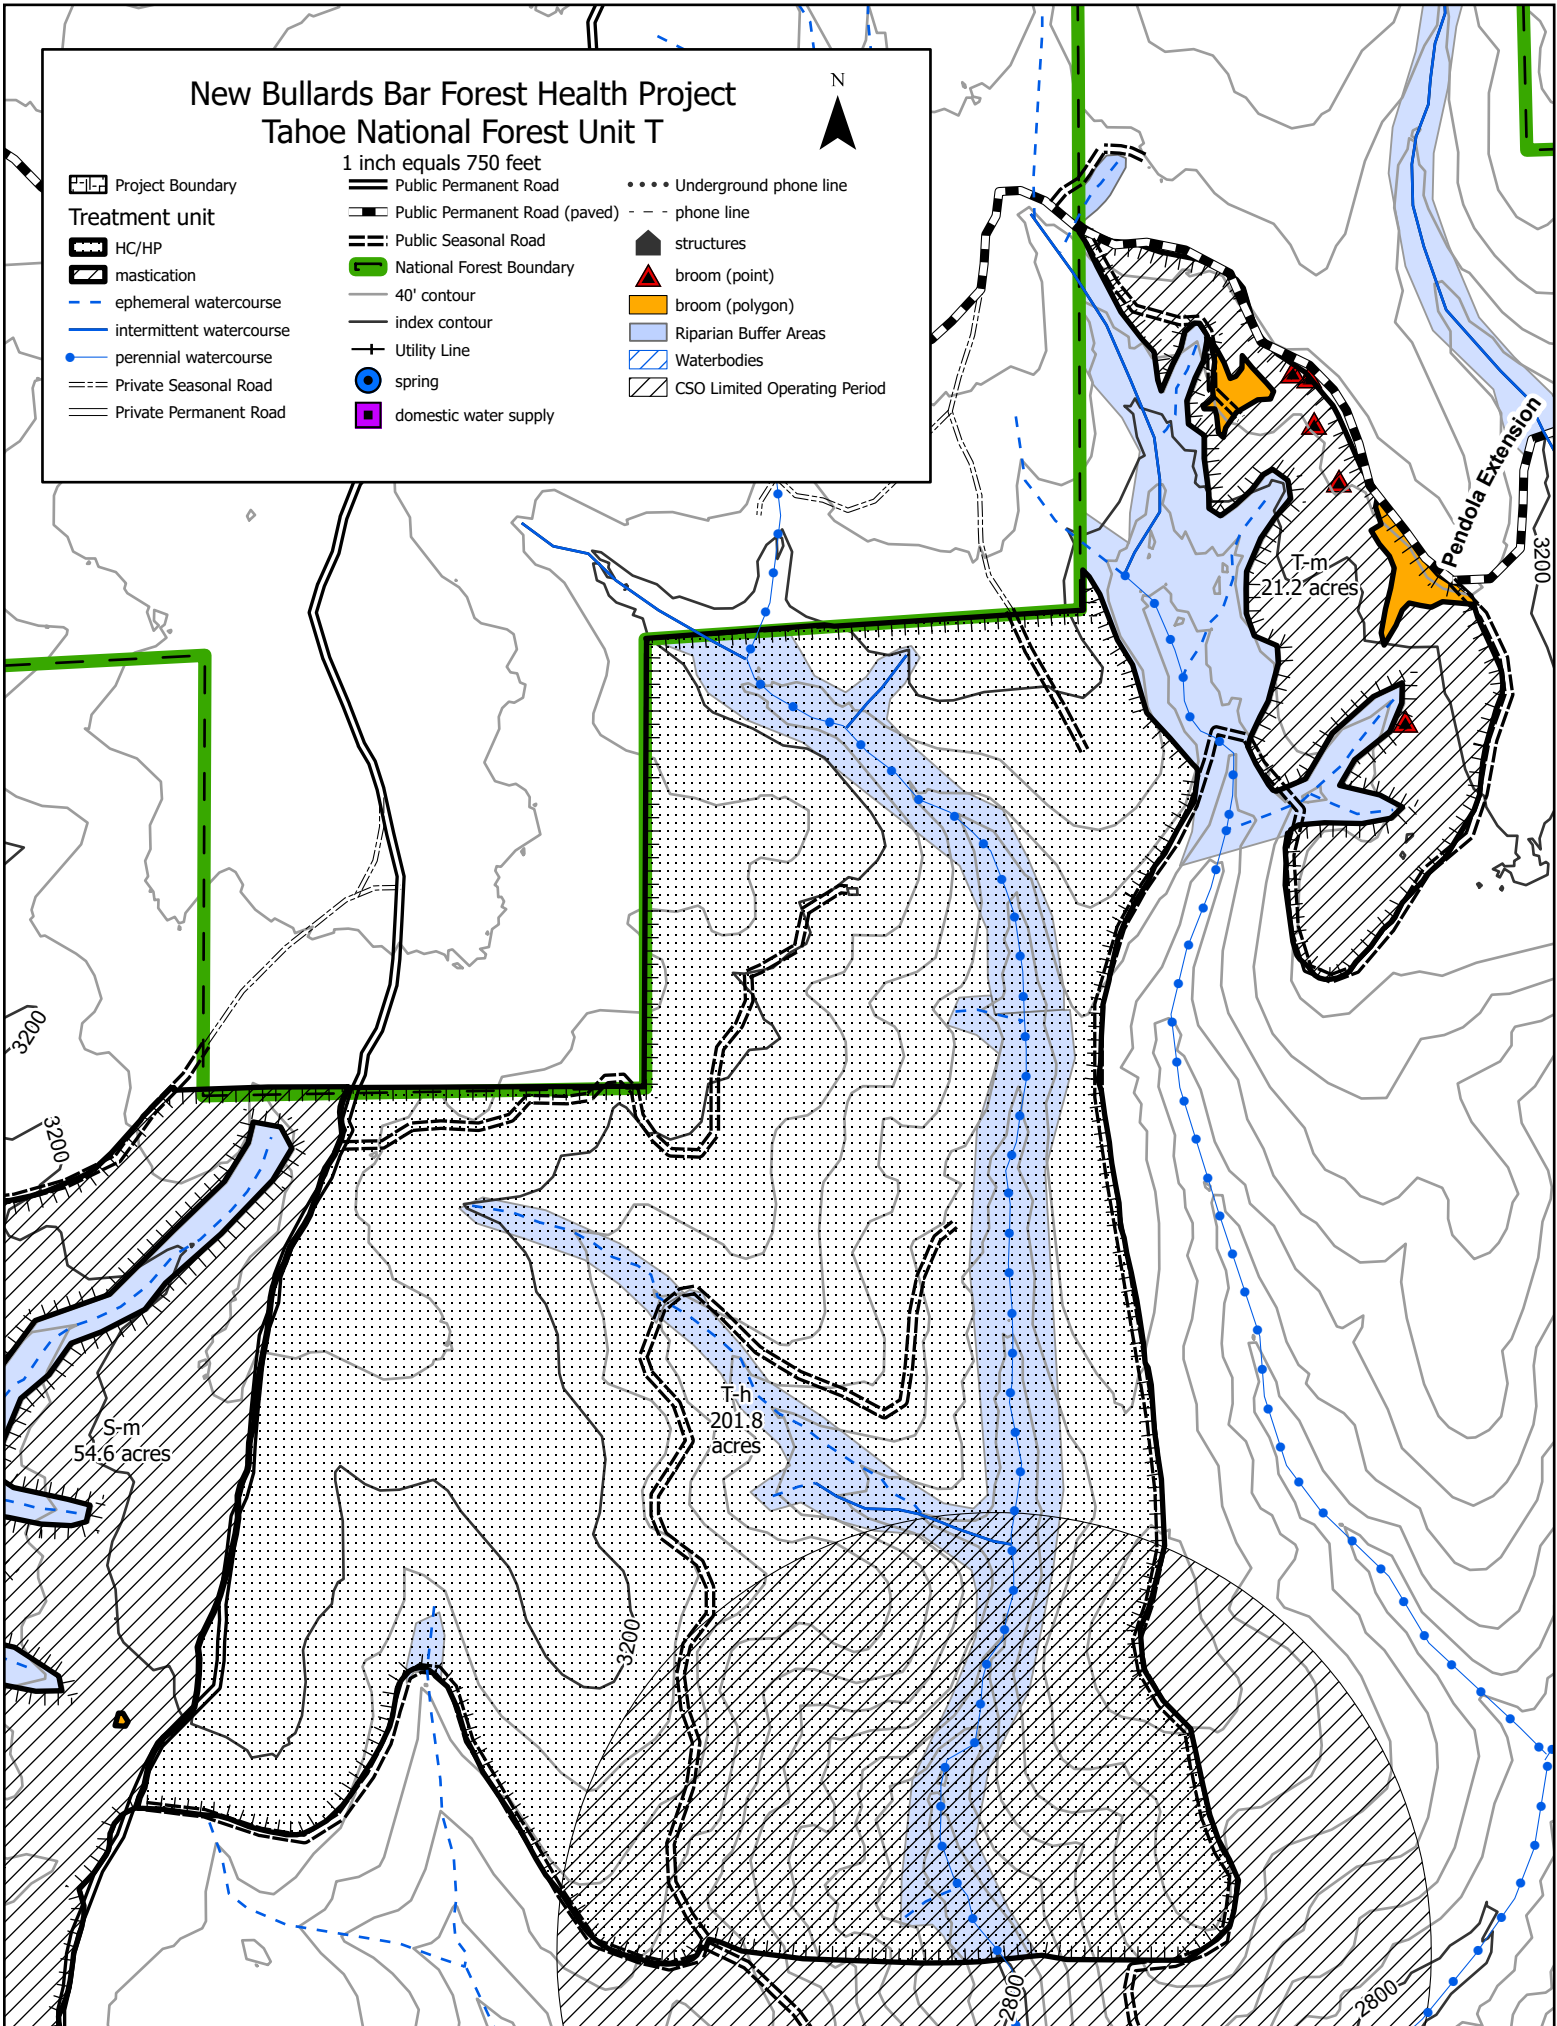 New Bullards Bar Forest Health Project
Tahoe National Forest Unit T
1 inch equals 750 feet
N
Project Boundary
Treatment unit
HC/HP
mastication
ephemeral watercourse
intermittent watercourse
perennial watercourse
Private Seasonal Road
Private Permanent Road
Public Permanent Road
Public Permanent Road (paved)
Public Seasonal Road
National Forest Boundary
40' contour
index contour
Utility Line
spring
domestic water supply
Underground phone line
phone line
structures
broom (point)
broom (polygon)
Riparian Buffer Areas
Waterbodies
CSO Limited Operating Period
Pendola Extension
3200
T-m
21.2 acres
3200
3200
T-h
201.8
acres
S-m
54.6 acres
3200
2800
2800